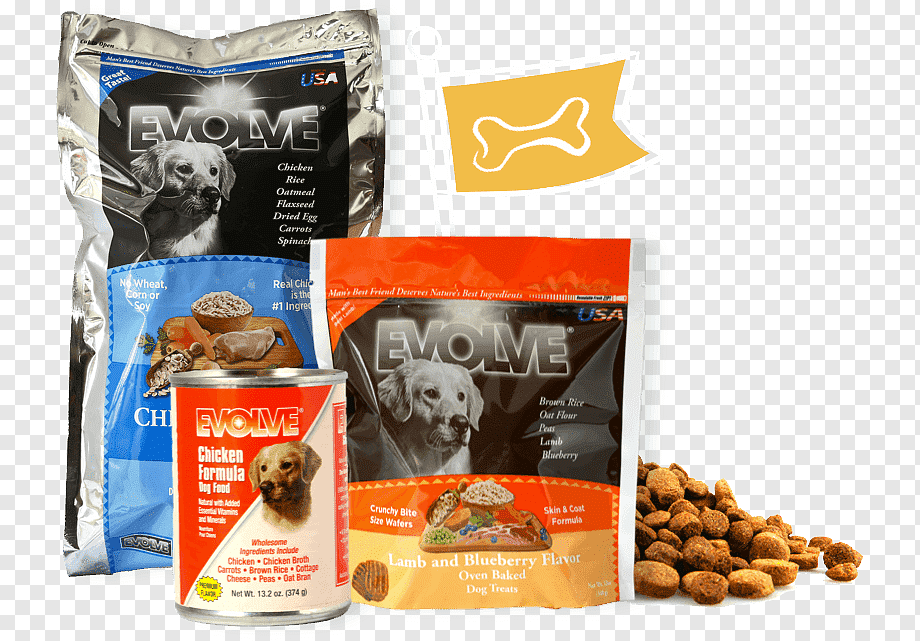 Cubed Open
Man's Best Friend Deserves Nature's Best Ingredients
Great
Taste!
USA
EVOLVE®
Chicken
Rice
Oatmeal
Flaxseed
Dried Egg
Carrots
Spinach
No Wheat,
Corn or
Soy
Real Chi
is the
#1 Ingre
CH
EVOLVE
EVOLVE®
Chicken
Formula
Dog Food
Natural with Added
Essential Vitamins
and Minerals
Wholesome
Ingredients Include
Chicken • Chicken Broth
Carrots • Brown Rice • Cottage
Cheese • Peas • Oat Bran
PREMIUM
FLAVOR
Net Wt. 13.2 oz. (374 g)
Man's Best Friend Deserves Nature's Best Ingredients
USA
EVOLVE®
Brown Rice
Oat Flour
Peas
Lamb
Blueberry
Crunchy Bite
Size Wafers
Skin & Coat
Formula
Lamb and Blueberry Flavor
Oven Baked
Dog Treats